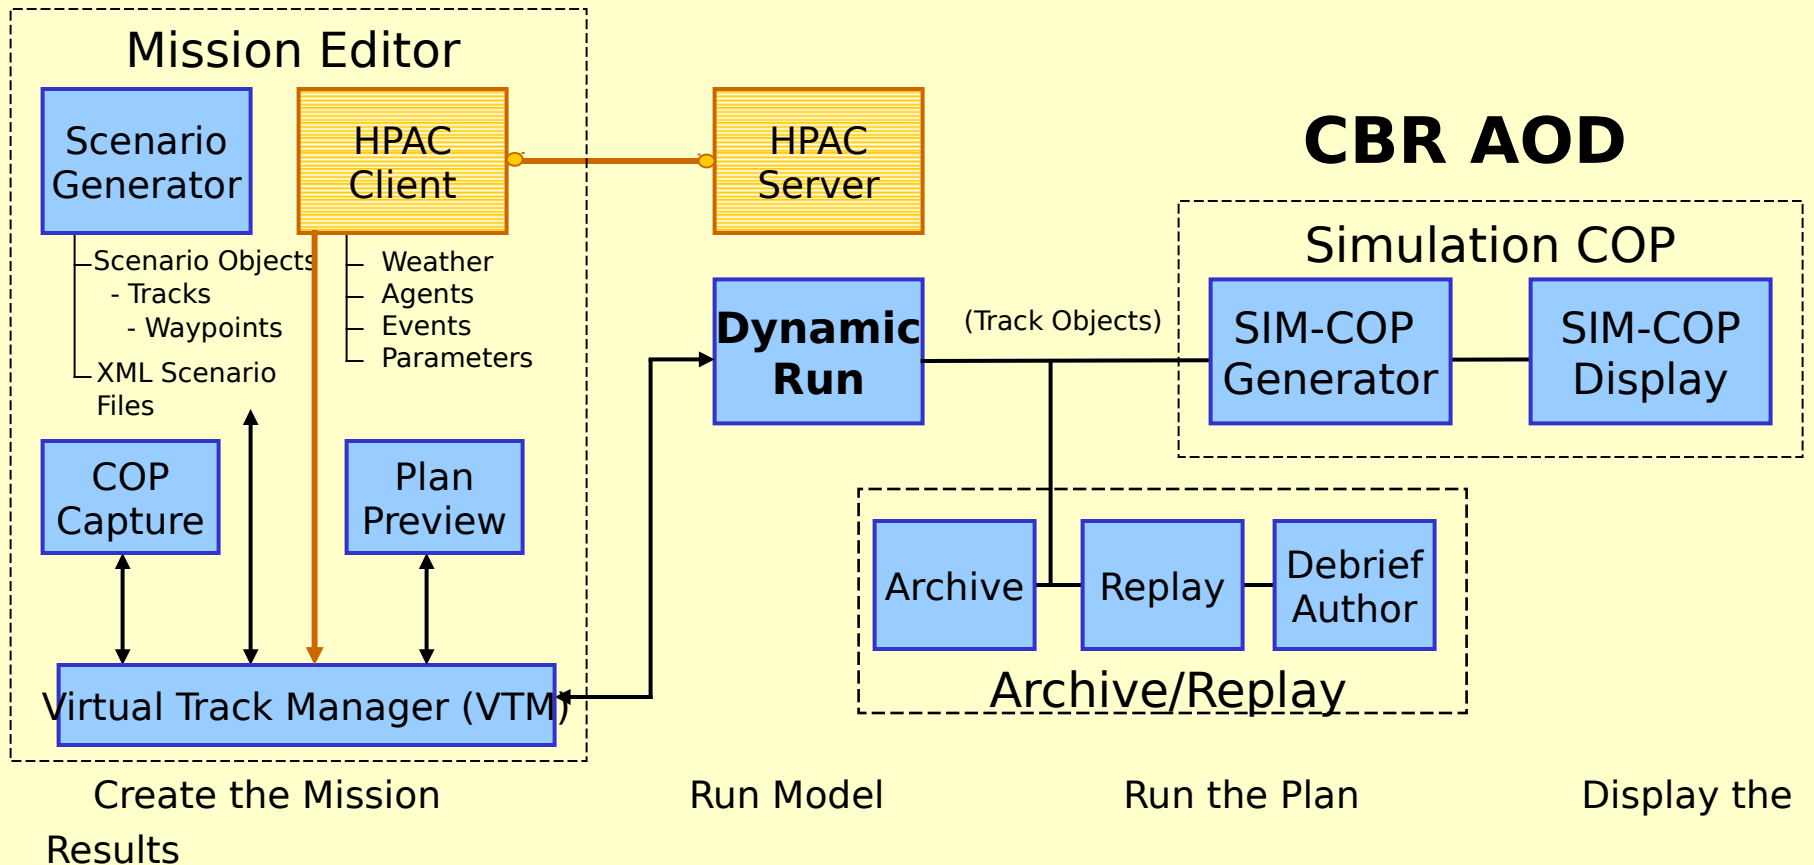 Mission Editor
Scenario
Generator
HPAC
Client
HPAC
Server
CBR AOD
Scenario Objects
- Tracks
- Waypoints
XML Scenario
Files
Weather
Agents
Events
Parameters
Simulation COP
Dynamic
Run
(Track Objects)
SIM-COP
Generator
SIM-COP
Display
COP
Capture
Plan
Preview
Archive
Replay
Debrief
Author
Archive/Replay
Virtual Track Manager (VTM)
Create the Mission Run Model Run the Plan Display the
Results